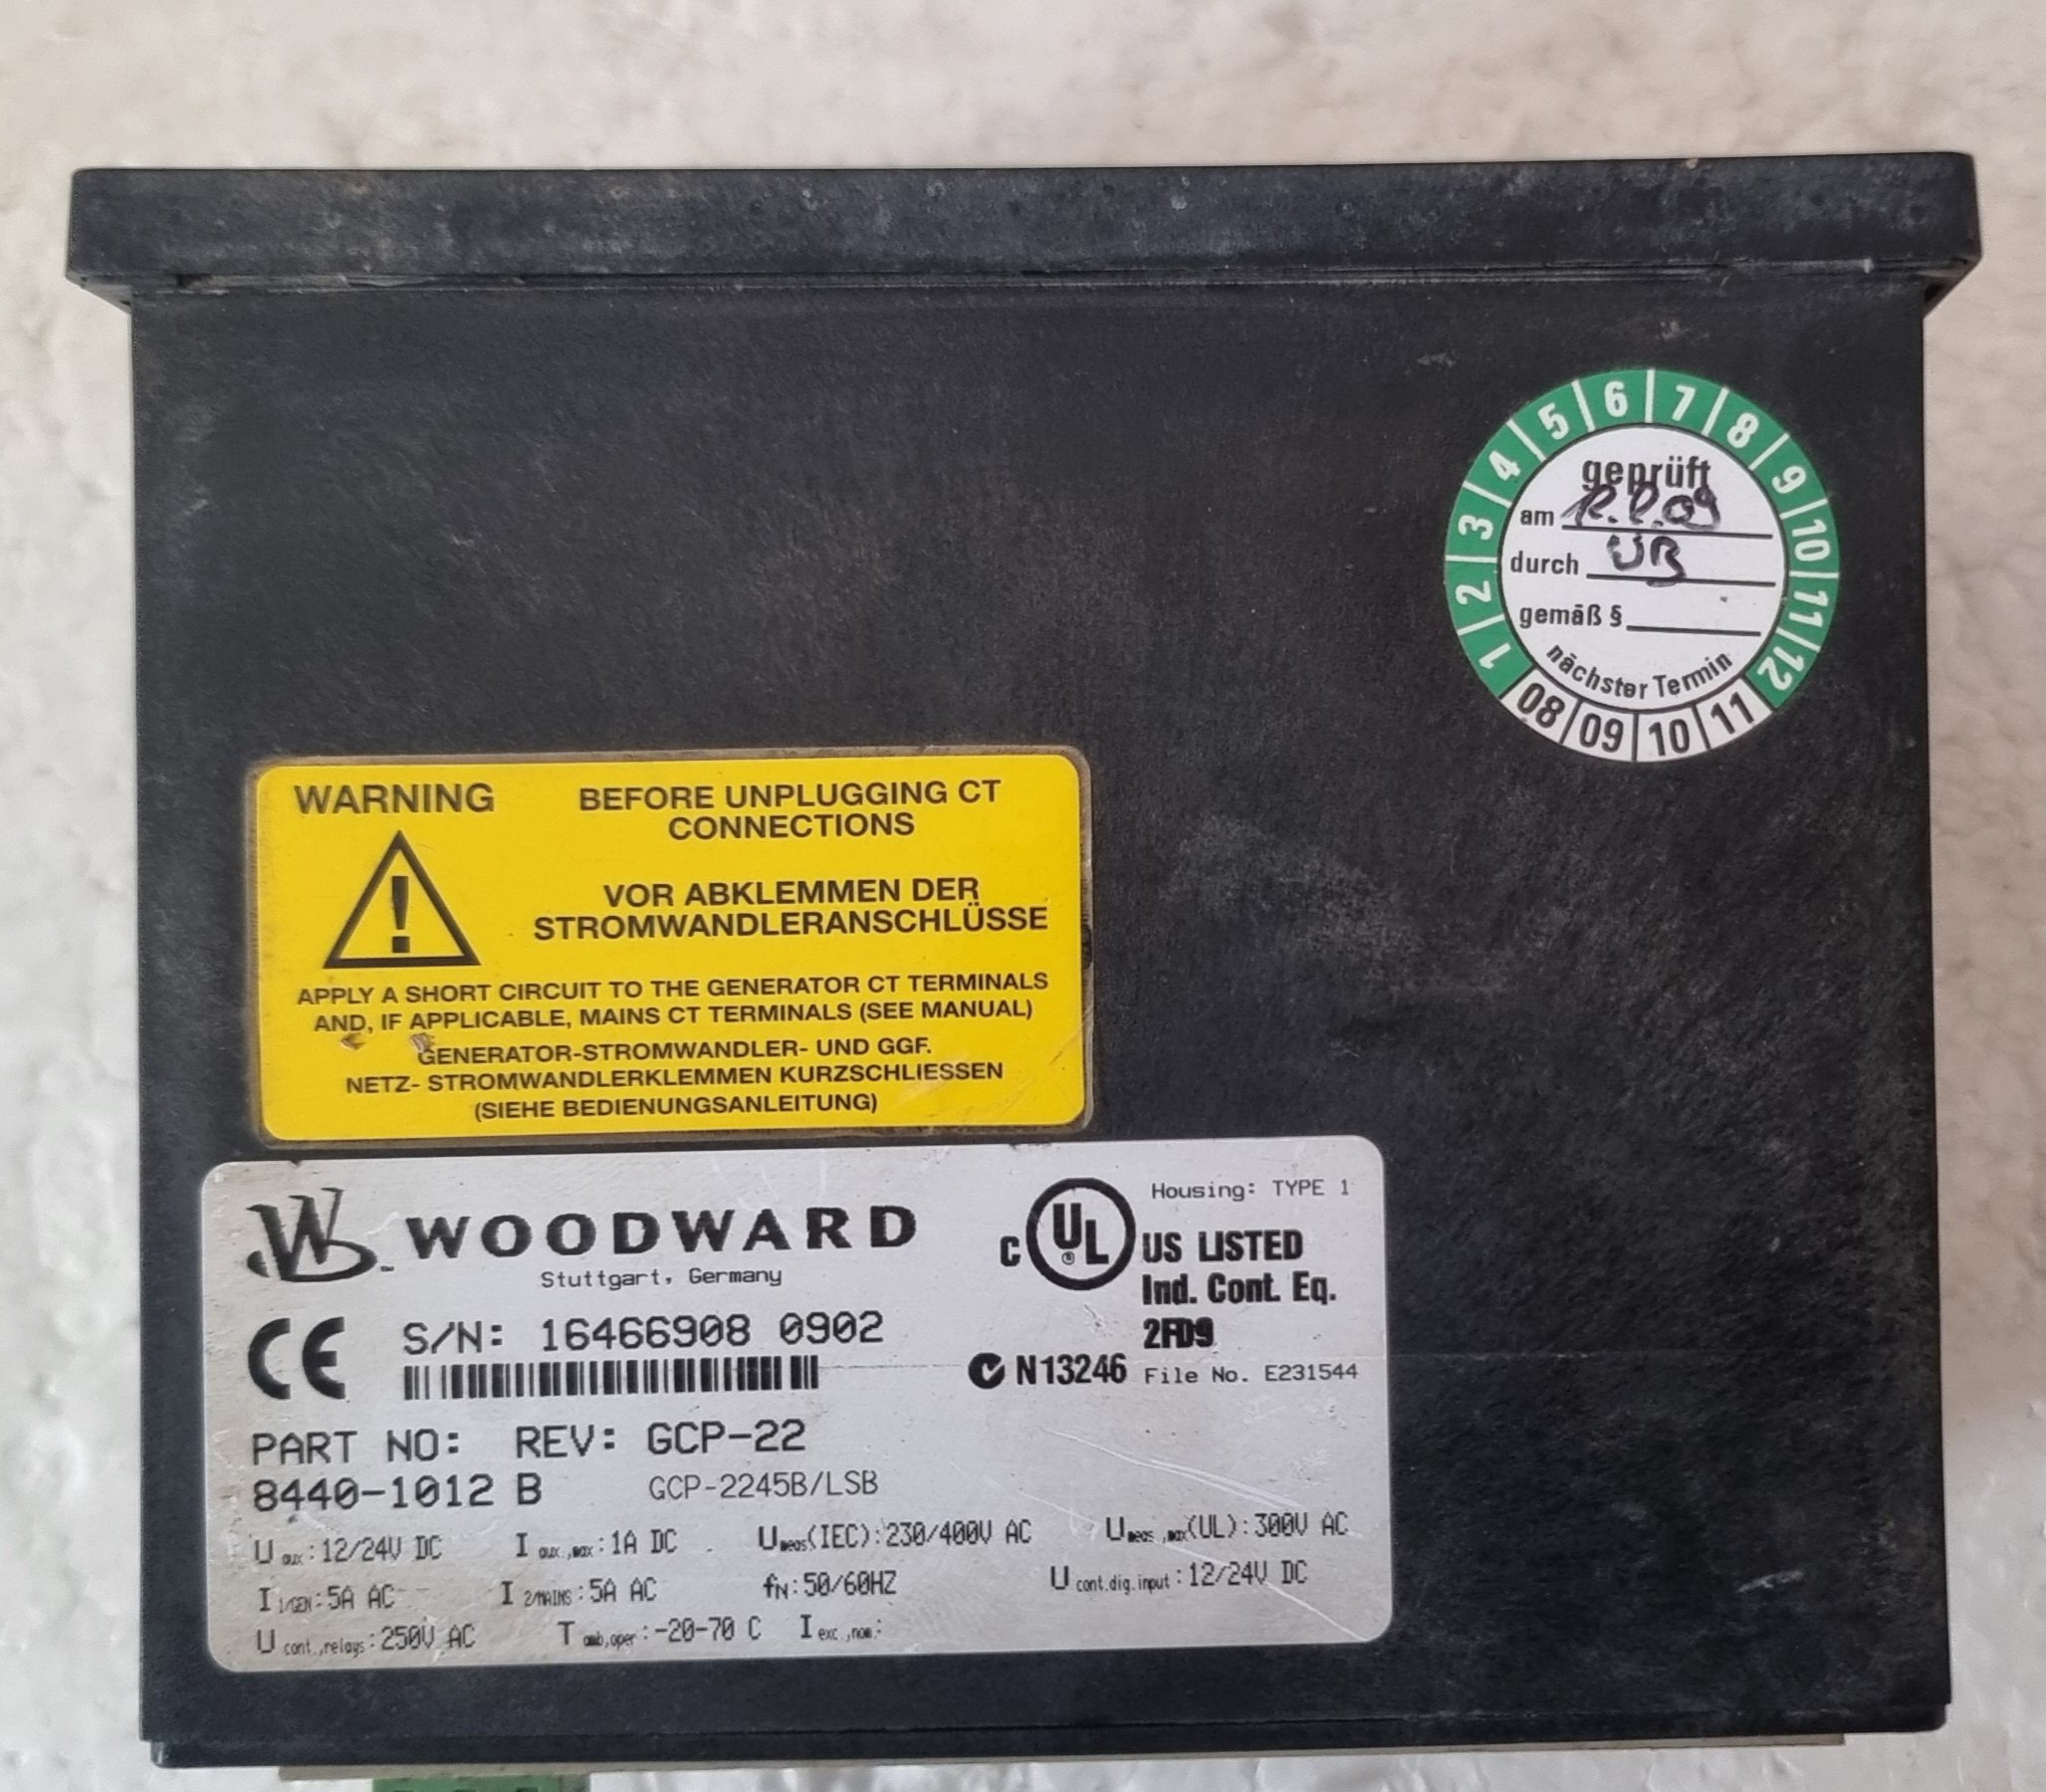 5 6 7 8
4 9
3 10
2 11
1 12
geprüft
am
durch UB
gemäß §
nächster Termin
08 09 10 11
WARNING
BEFORE UNPLUGGING CT
CONNECTIONS
!
VOR ABKLEMMEN DER
STROMWANDLERANSCHLÜSSE
APPLY A SHORT CIRCUIT TO THE GENERATOR CT TERMINALS
AND, IF APPLICABLE, MAINS CT TERMINALS (SEE MANUAL)
GENERATOR-STROMWANDLER- UND GGF.
NETZ- STROMWANDLERKLEMMEN KURZSCHLIESSEN
(SIEHE BEDIENUNGSANLEITUNG)
W WOODWARD
Stuttgart, Germany
Housing: TYPE 1
C UL ® US LISTED
Ind. Cont. Eq.
2FD9
N13246 File No. E231544
CE S/N: 16466908 0902
PART NO: REV: GCP-22
8440-1012 B GCP-2245B/LSB
U aux: 12/24V DC I aux.,max: 1A DC Umeas(IEC): 230/400V AC Umeas.,max(UL): 300V AC
I 1/GEN: 5A AC I 2/MAINS: 5A AC fN: 50/60HZ U cont.dig.input: 12/24V DC
U cont.,relays: 250V AC T amb,oper: -20-70 C I exc.,nom: